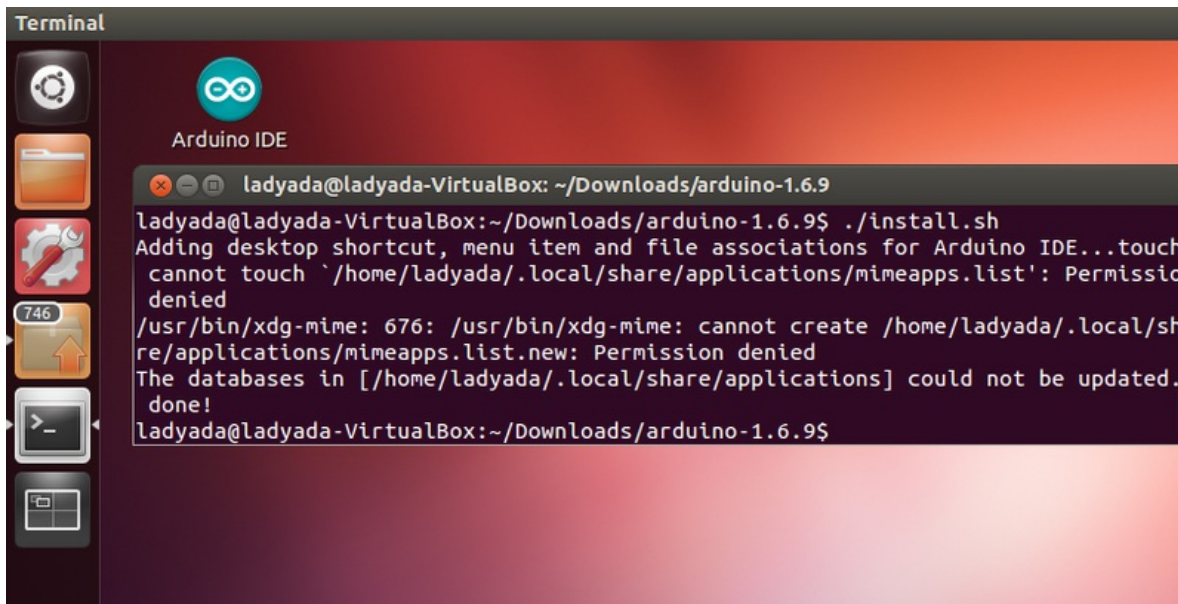 Terminal
Arduino IDE
ladyada@ladyada-VirtualBox: ~/Downloads/arduino-1.6.9
ladyada@ladyada-VirtualBox:~/Downloads/arduino-1.6.9$ ./install.sh
Adding desktop shortcut, menu item and file associations for Arduino IDE...touch
cannot touch `/home/ladyada/.local/share/applications/mimeapps.list': Permissio
denied
/usr/bin/xdg-mime: 676: /usr/bin/xdg-mime: cannot create /home/ladyada/.local/sh
re/applications/mimeapps.list.new: Permission denied
The databases in [/home/ladyada/.local/share/applications] could not be updated.
done!
ladyada@ladyada-VirtualBox:~/Downloads/arduino-1.6.9$
746
>_